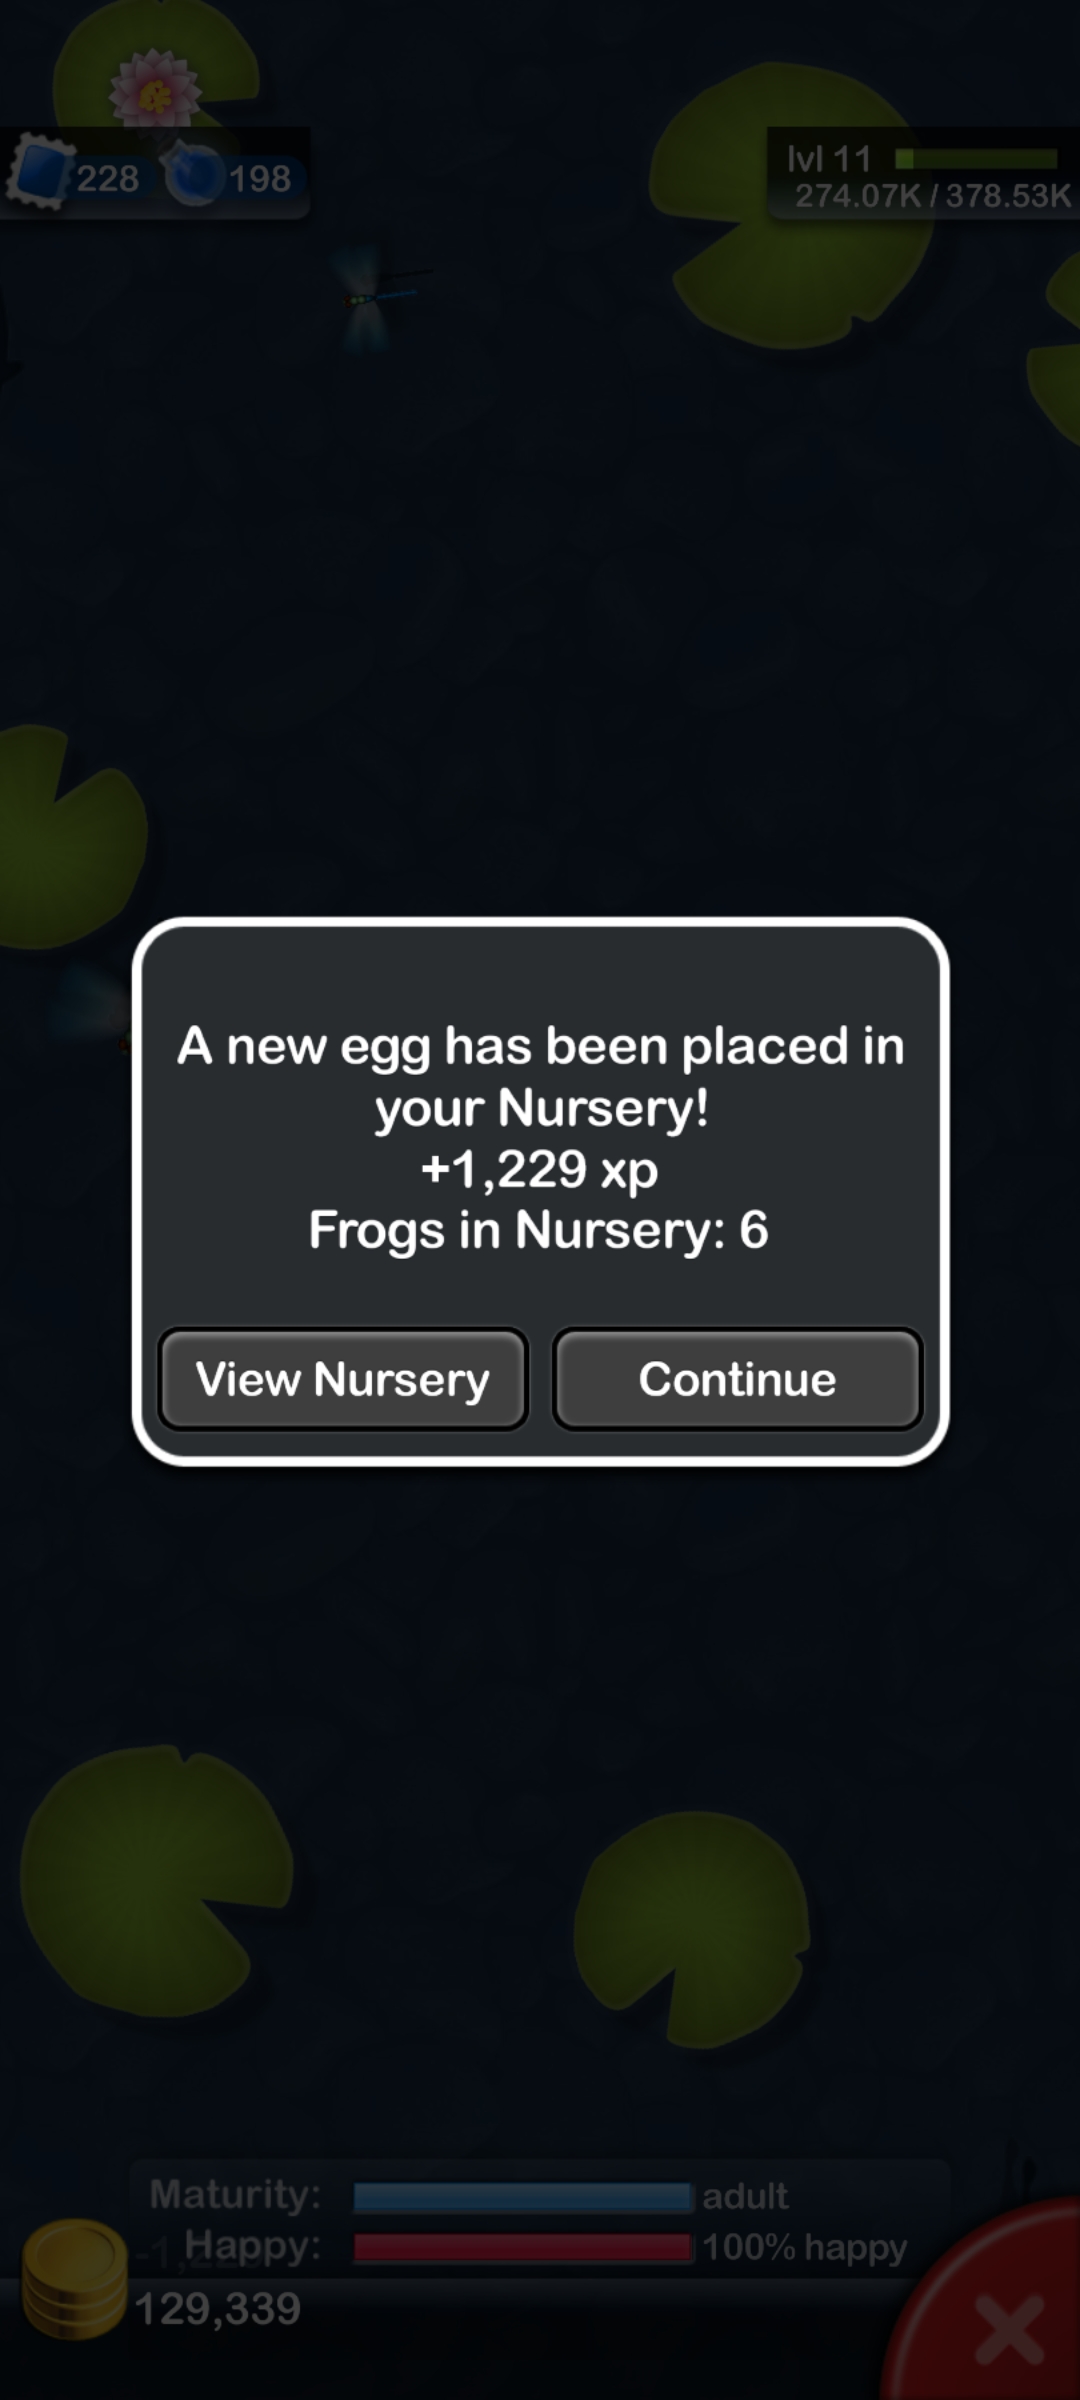 228
198
lvl 11
274.07K / 378.53K
A new egg has been placed in
your Nursery!
+1,229 xp
Frogs in Nursery: 6
View Nursery
Continue
Maturity:
adult
Happy:
100% happy
129,339